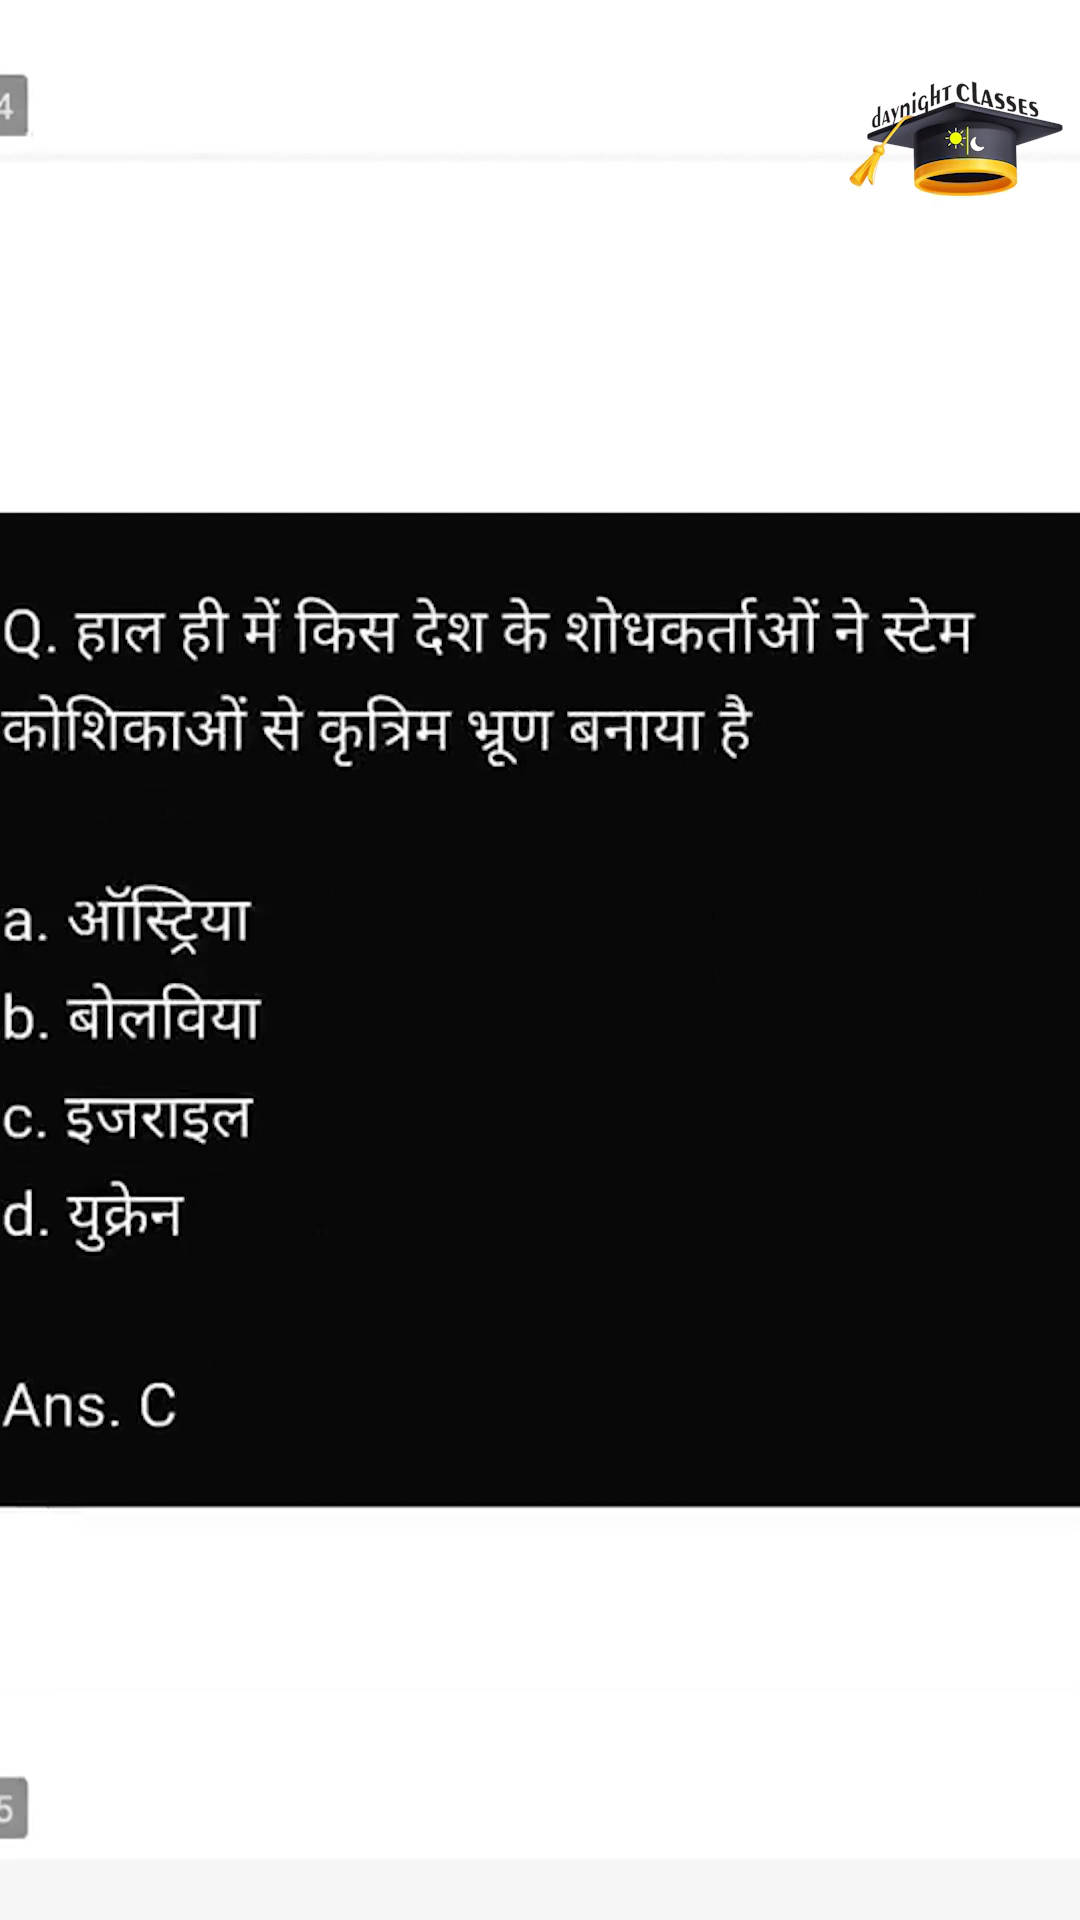 4
daynight CLASSES
Q. हाल ही में किस देश के शोधकर्ताओं ने स्टेम
कोशिकाओं से कृत्रिम भ्रूण बनाया है
a. ऑस्ट्रिया
b. बोलविया
c. इजराइल
d. युक्रेन
Ans. C
5